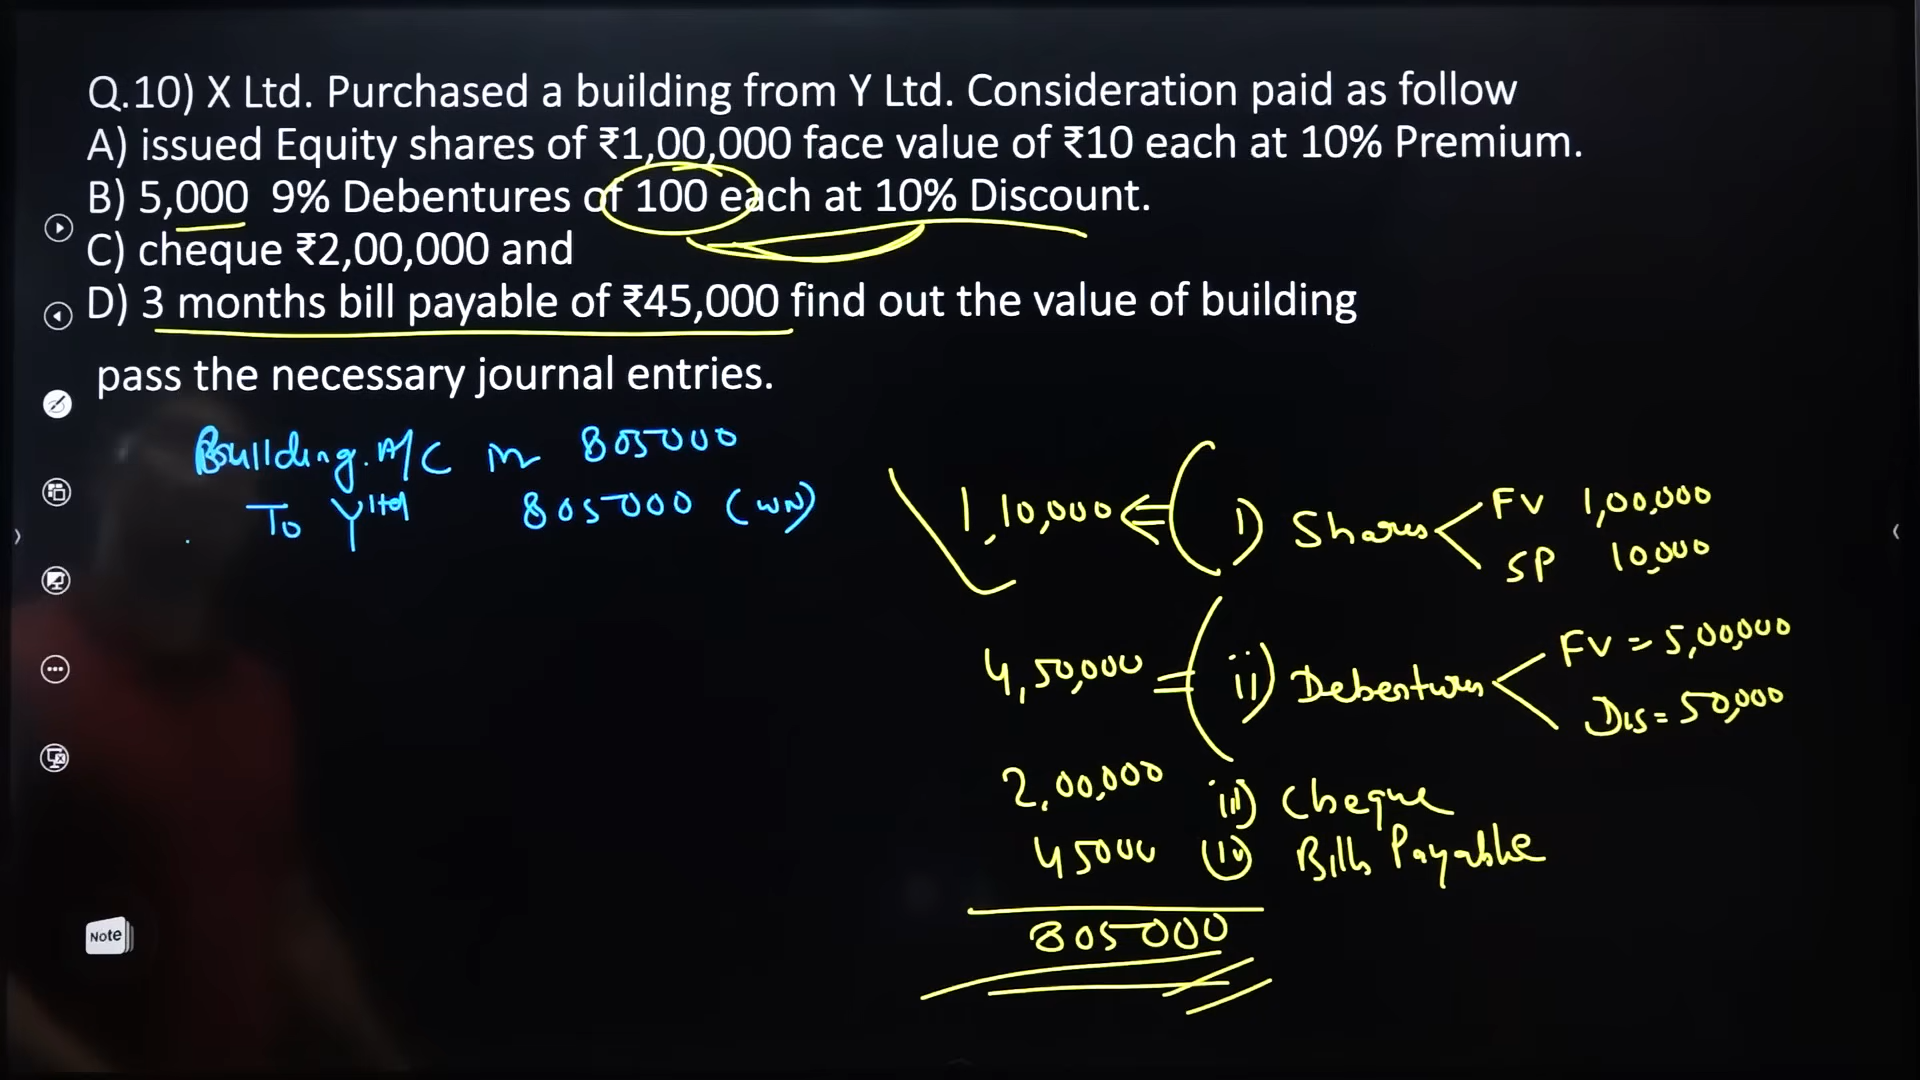 Q.10) X Ltd. Purchased a building from Y Ltd. Consideration paid as follow
A) issued Equity shares of ₹1,00,000 face value of ₹10 each at 10% Premium.
B) 5,000 9% Debentures of 100 each at 10% Discount.
C) cheque ₹2,00,000 and
D) 3 months bill payable of ₹45,000 find out the value of building
pass the necessary journal entries.
Building A/C Dr 805000
To Y ltd 805000 (WN)
1,10,000 i) Shares FV 1,00,000
SP 10,000
4,50,000 = ii) Debentures FV = 5,00,000
Dis = 50,000
2,00,000 iii) Cheque
45000 (iv) Bills Payable
805000
Note